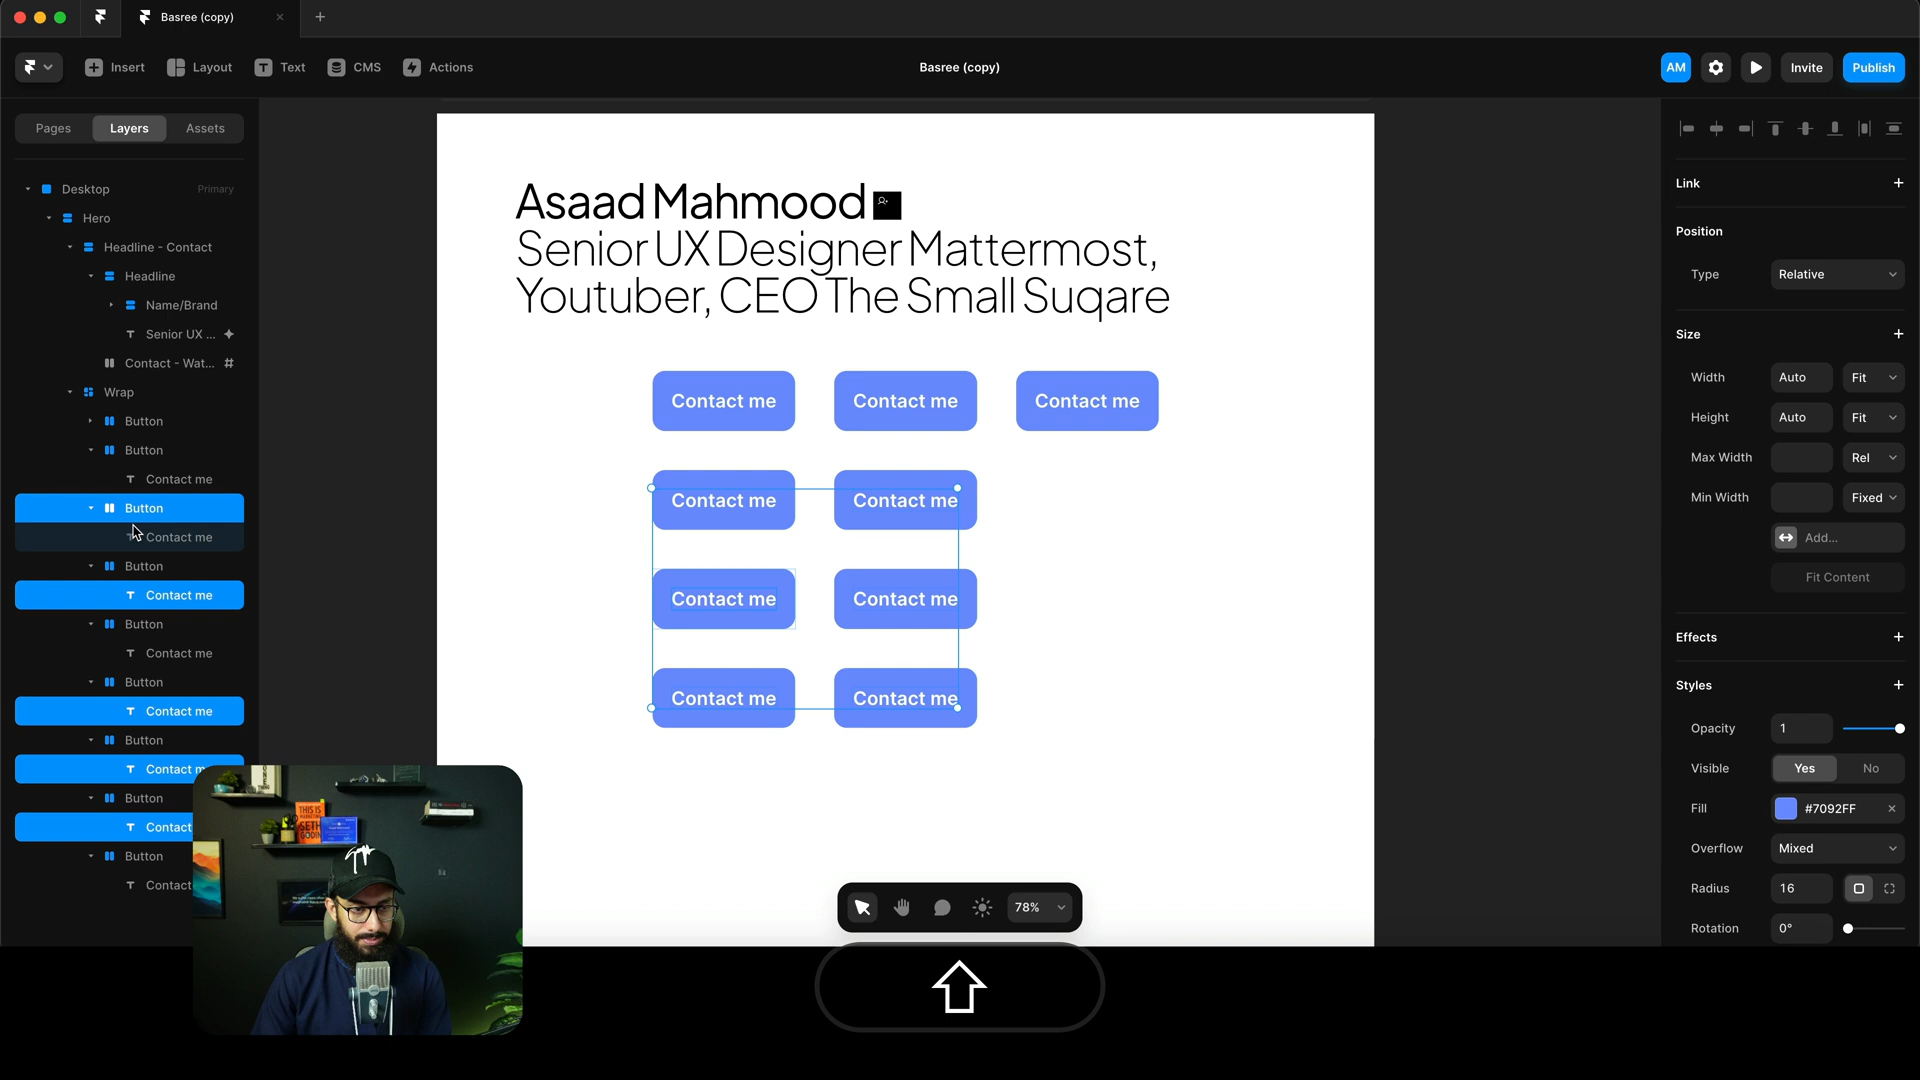 Basree (copy)
Insert
Layout
Text
CMS
Actions
Basree (copy)
AM
Invite
Publish
Pages
Layers
Assets
Desktop
Primary
Hero
Headline - Contact
Headline
Name/Brand
Senior UX ...
Contact - Wat...
Wrap
Button
Button
Contact me
Button
Contact me
Button
Contact me
Button
Contact me
Button
Contact me
Button
Contact m
Button
Contact
Button
Contact
Asaad Mahmood
Senior UX Designer Mattermost,
Youtuber, CEO The Small Suqare
Contact me Contact me Contact me
Contact me Contact me
Contact me Contact me
Contact me Contact me
78%
Link
Position
Type Relative
Size
Width Auto Fit
Height Auto Fit
Max Width Rel
Min Width Fixed
Add...
Fit Content
Effects
Styles
Opacity 1
Visible Yes No
Fill #7092FF
Overflow Mixed
Radius 16
Rotation 0°
THIS IS
MARKETING
SETH
GODIN